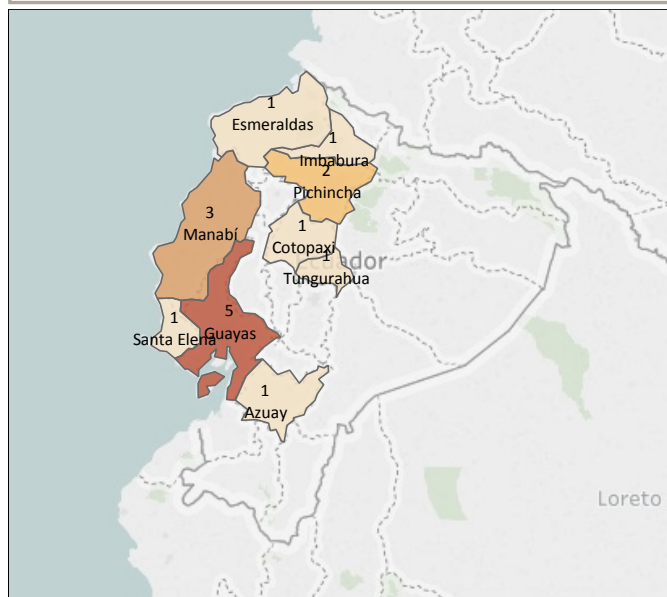 1
Esmeraldas
1
Imbabura
2
Pichincha
3
Manabí
1
Cotopaxi
Ecuador
1
Tungurahua
5
Guayas
1
Santa Elena
1
Azuay
Loreto